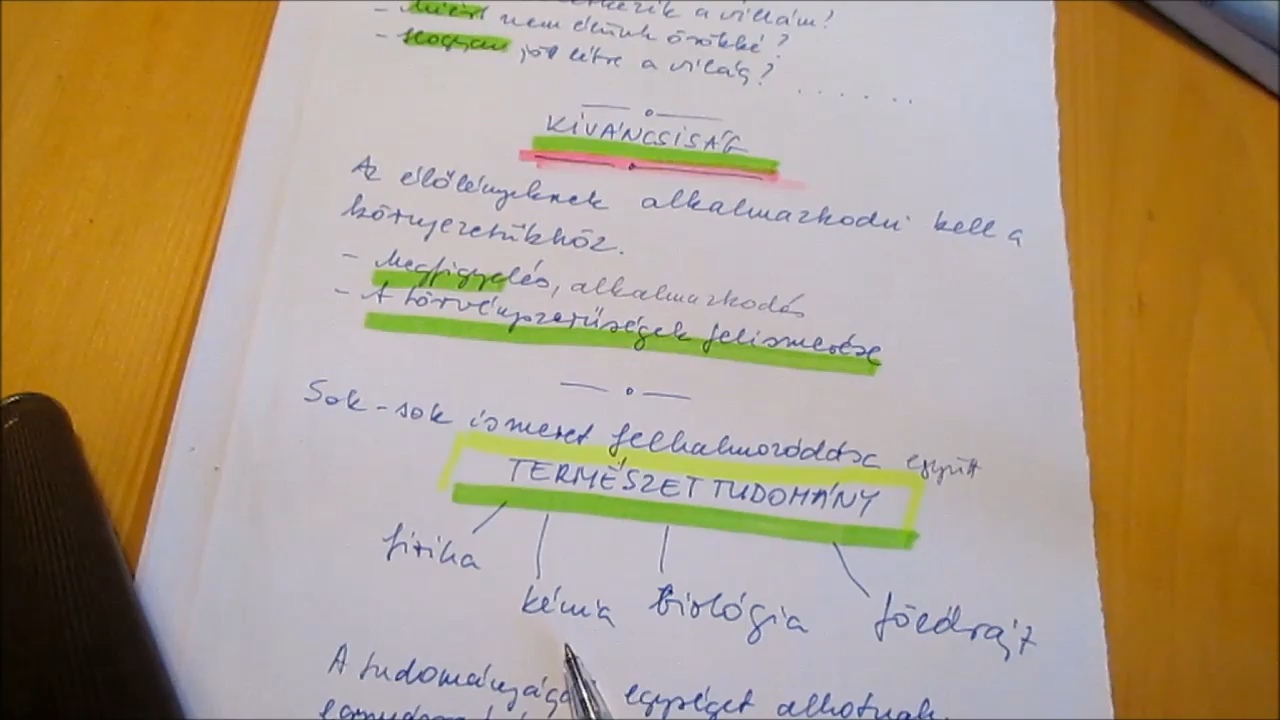 a villám?
- Miért nem élünk örökké?
- Hogyan jött létre a világ? .......
KÍVÁNCSISÁG
Az élőlényeknek alkalmazkodni kell a
környezetükhöz.
- Megfigyelés, alkalmazkodás
- A törvényszerűségek felismerése
Sok-sok ismeret felhalmozódása együtt
TERMÉSZETTUDOMÁNY
fizika
kémia
biológia
földrajz
A tudományágak egységet alkotnak,